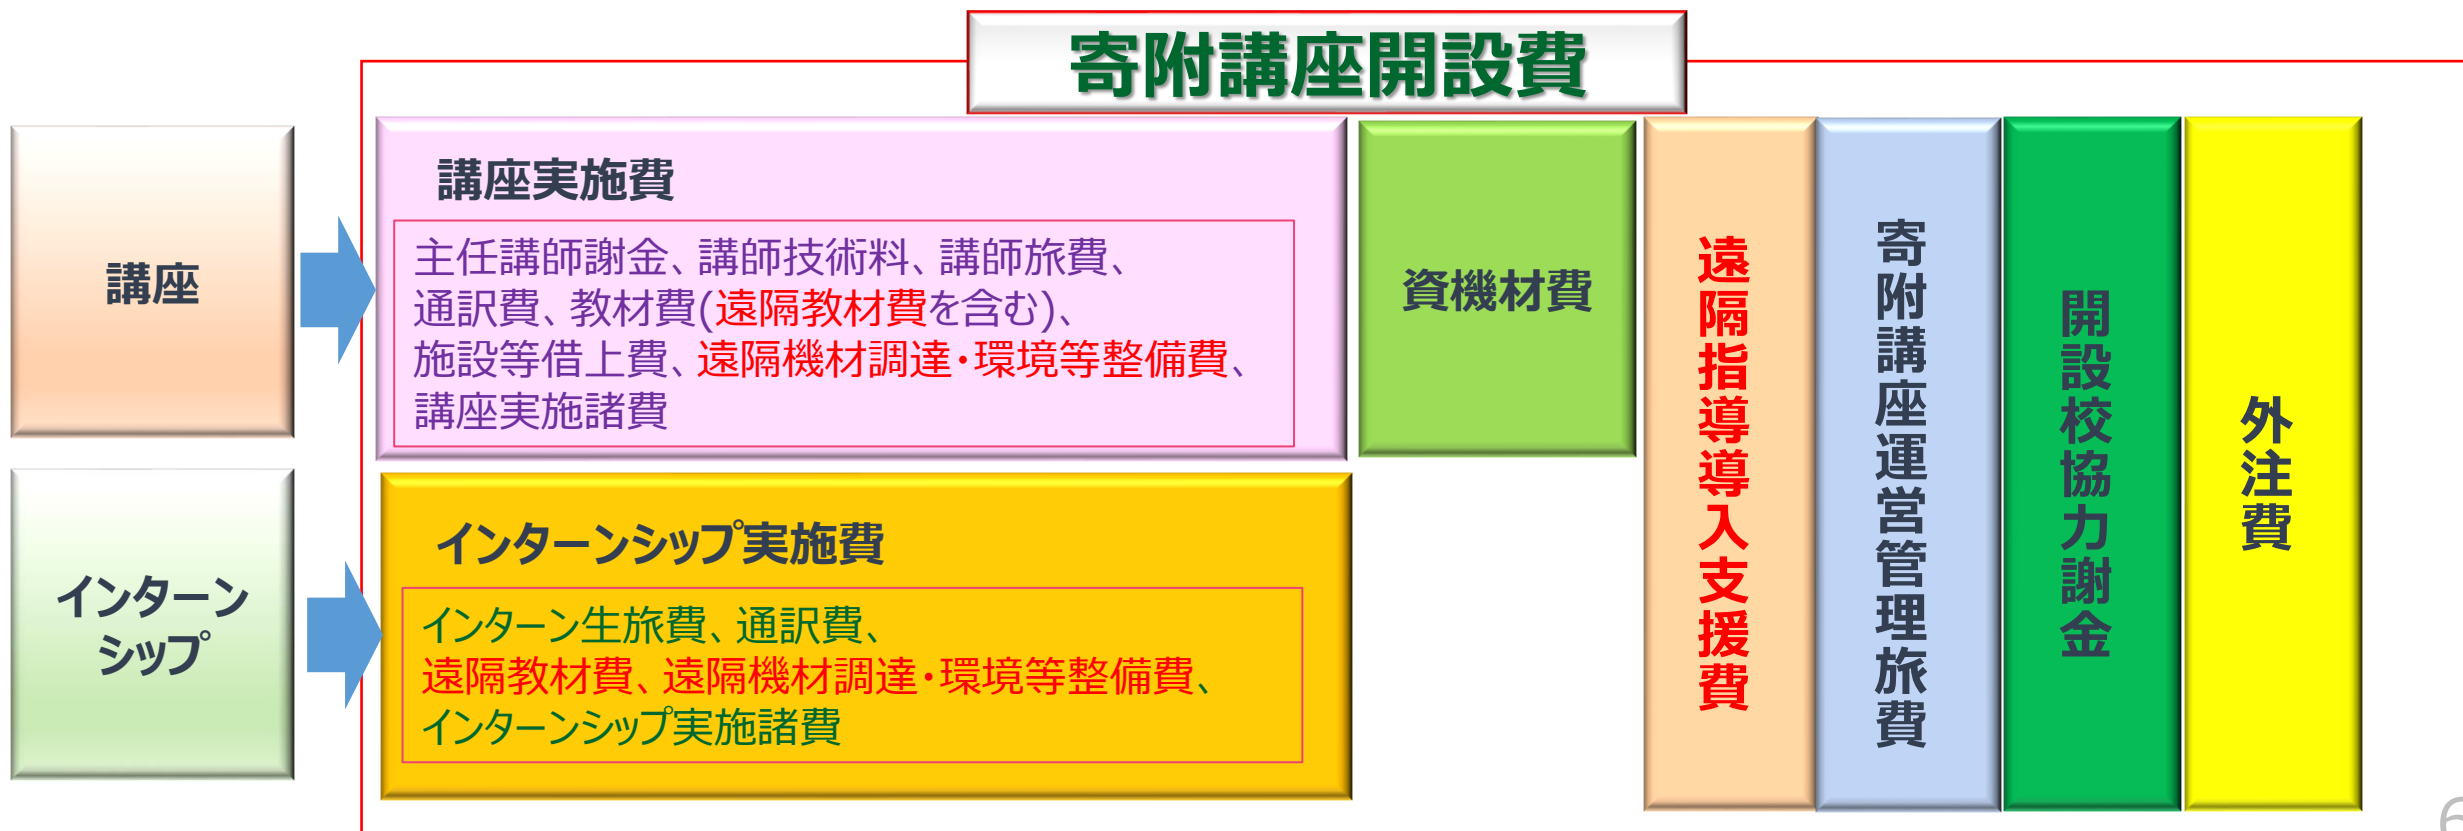 寄附講座開設費
講座
講座実施費
主任講師謝金、講師技術料、講師旅費、
通訳費、教材費(遠隔教材費を含む)、
施設等借上費、遠隔機材調達・環境等整備費、
講座実施諸費
資機材費
遠隔指導導入支援費
寄附講座運営管理旅費
開設校協力謝金
外注費
インターン
シップ
インターンシップ実施費
インターン生旅費、通訳費、
遠隔教材費、遠隔機材調達・環境等整備費、
インターンシップ実施諸費